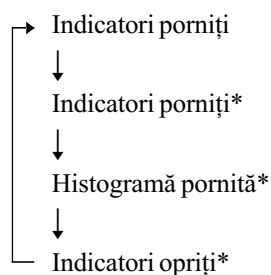 Indicatori porniți
Indicatori porniți*
Histogramă pornită*
Indicatori opriți*